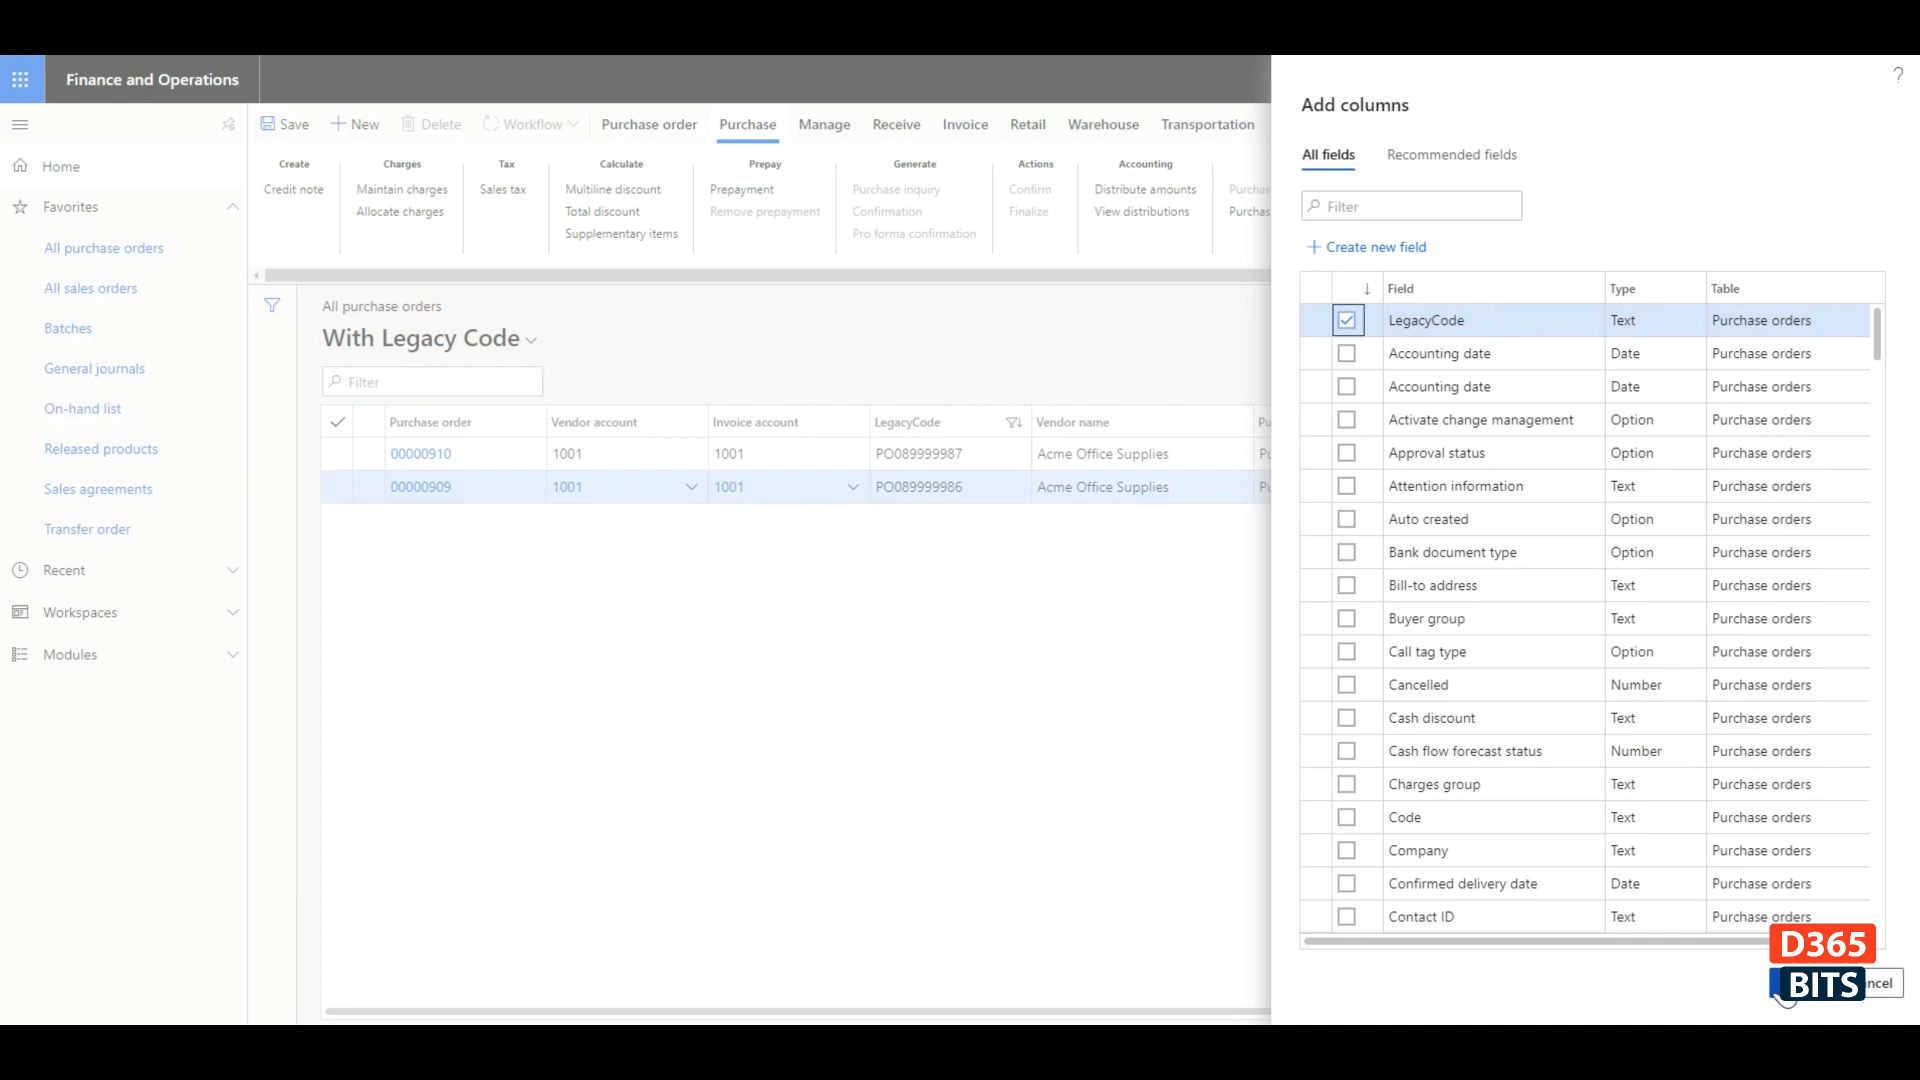 Finance and Operations
?
Save
New
Delete
Workflow
Purchase order
Purchase
Manage
Receive
Invoice
Retail
Warehouse
Transportation
Home
Favorites
All purchase orders
All sales orders
Batches
General journals
On-hand list
Released products
Sales agreements
Transfer order
Recent
Workspaces
Modules
Create
Credit note
Charges
Maintain charges
Allocate charges
Tax
Sales tax
Calculate
Multiline discount
Total discount
Supplementary items
Prepay
Prepayment
Remove prepayment
Generate
Purchase inquiry
Confirmation
Pro forma confirmation
Actions
Confirm
Finalize
Accounting
Distribute amounts
View distributions
Purchas
Purchas
All purchase orders
With Legacy Code
Filter
Purchase order Vendor account Invoice account LegacyCode Vendor name Pu
00000910 1001 1001 PO089999987 Acme Office Supplies Pu
00000909 1001 1001 PO089999986 Acme Office Supplies Pu
Add columns
All fields Recommended fields
Filter
Create new field
Field Type Table
LegacyCode Text Purchase orders
Accounting date Date Purchase orders
Accounting date Date Purchase orders
Activate change management Option Purchase orders
Approval status Option Purchase orders
Attention information Text Purchase orders
Auto created Option Purchase orders
Bank document type Option Purchase orders
Bill-to address Text Purchase orders
Buyer group Text Purchase orders
Call tag type Option Purchase orders
Cancelled Number Purchase orders
Cash discount Text Purchase orders
Cash flow forecast status Number Purchase orders
Charges group Text Purchase orders
Code Text Purchase orders
Company Text Purchase orders
Confirmed delivery date Date Purchase orders
Contact ID Text Purchase orders
D365
BITS
ncel